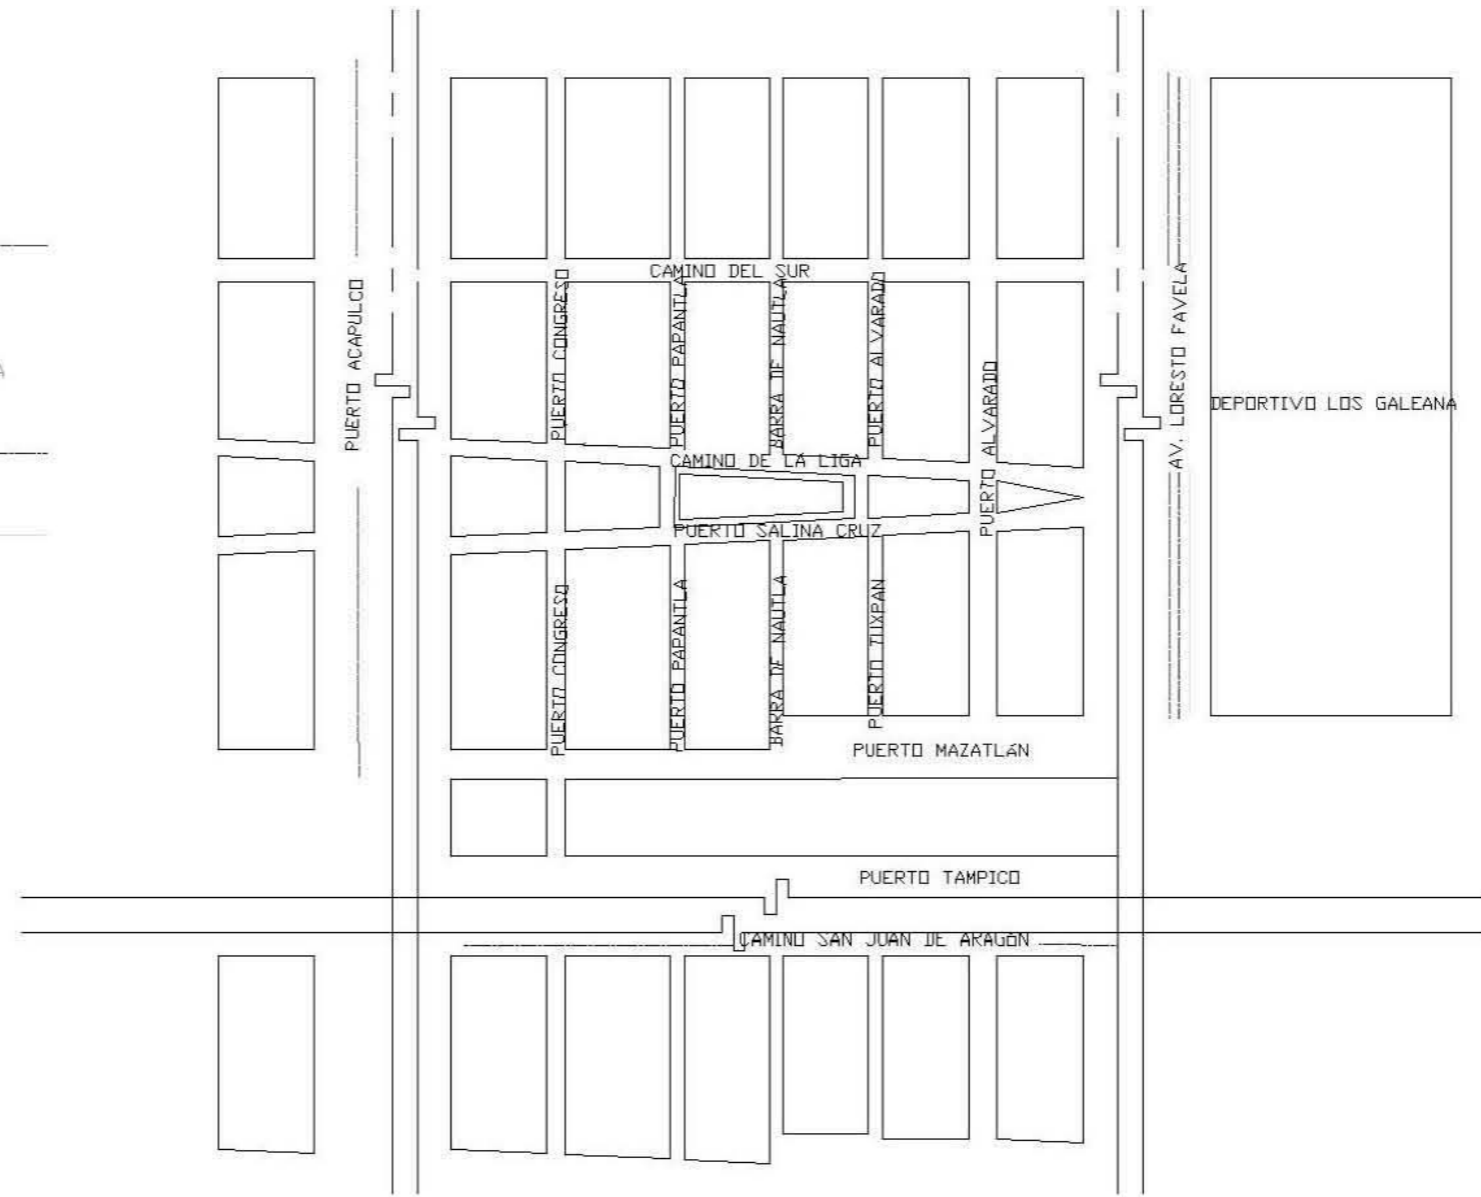 CAMINO DEL SUR
PUERTO ACAPULCO
PUERTO CONGRESO
PUERTO PAPANTLA
BARRA DE NAUTLA
PUERTO ALVARADO
PUERTO ALVARADO
AV. LORESTO FAVELA
DEPORTIVO LOS GALEANA
A
CAMINO DE LA LIGA
PUERTO SALINA CRUZ
PUERTO CONGRESO
PUERTO PAPANTLA
BARRA DE NAUTLA
PUERTO TUXPAN
PUERTO MAZATLáN
PUERTO TAMPICO
CAMINO SAN JUAN DE ARAGóN